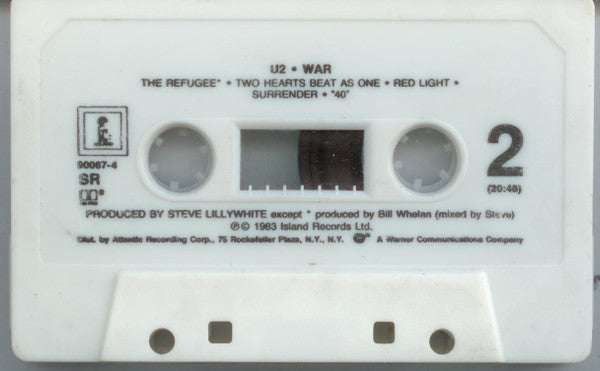 U2 • WAR
THE REFUGEE* • TWO HEARTS BEAT AS ONE • RED LIGHT •
SURRENDER • "40"
ISLAND
90067-4
SR
2
(20:48)
PRODUCED BY STEVE LILLYWHITE except * produced by Bill Whelan (mixed by Steve)
℗© 1983 Island Records Ltd.
Dist. by Atlantic Recording Corp., 75 Rockefeller Plaza, N.Y., N.Y. A Warner Communications Company